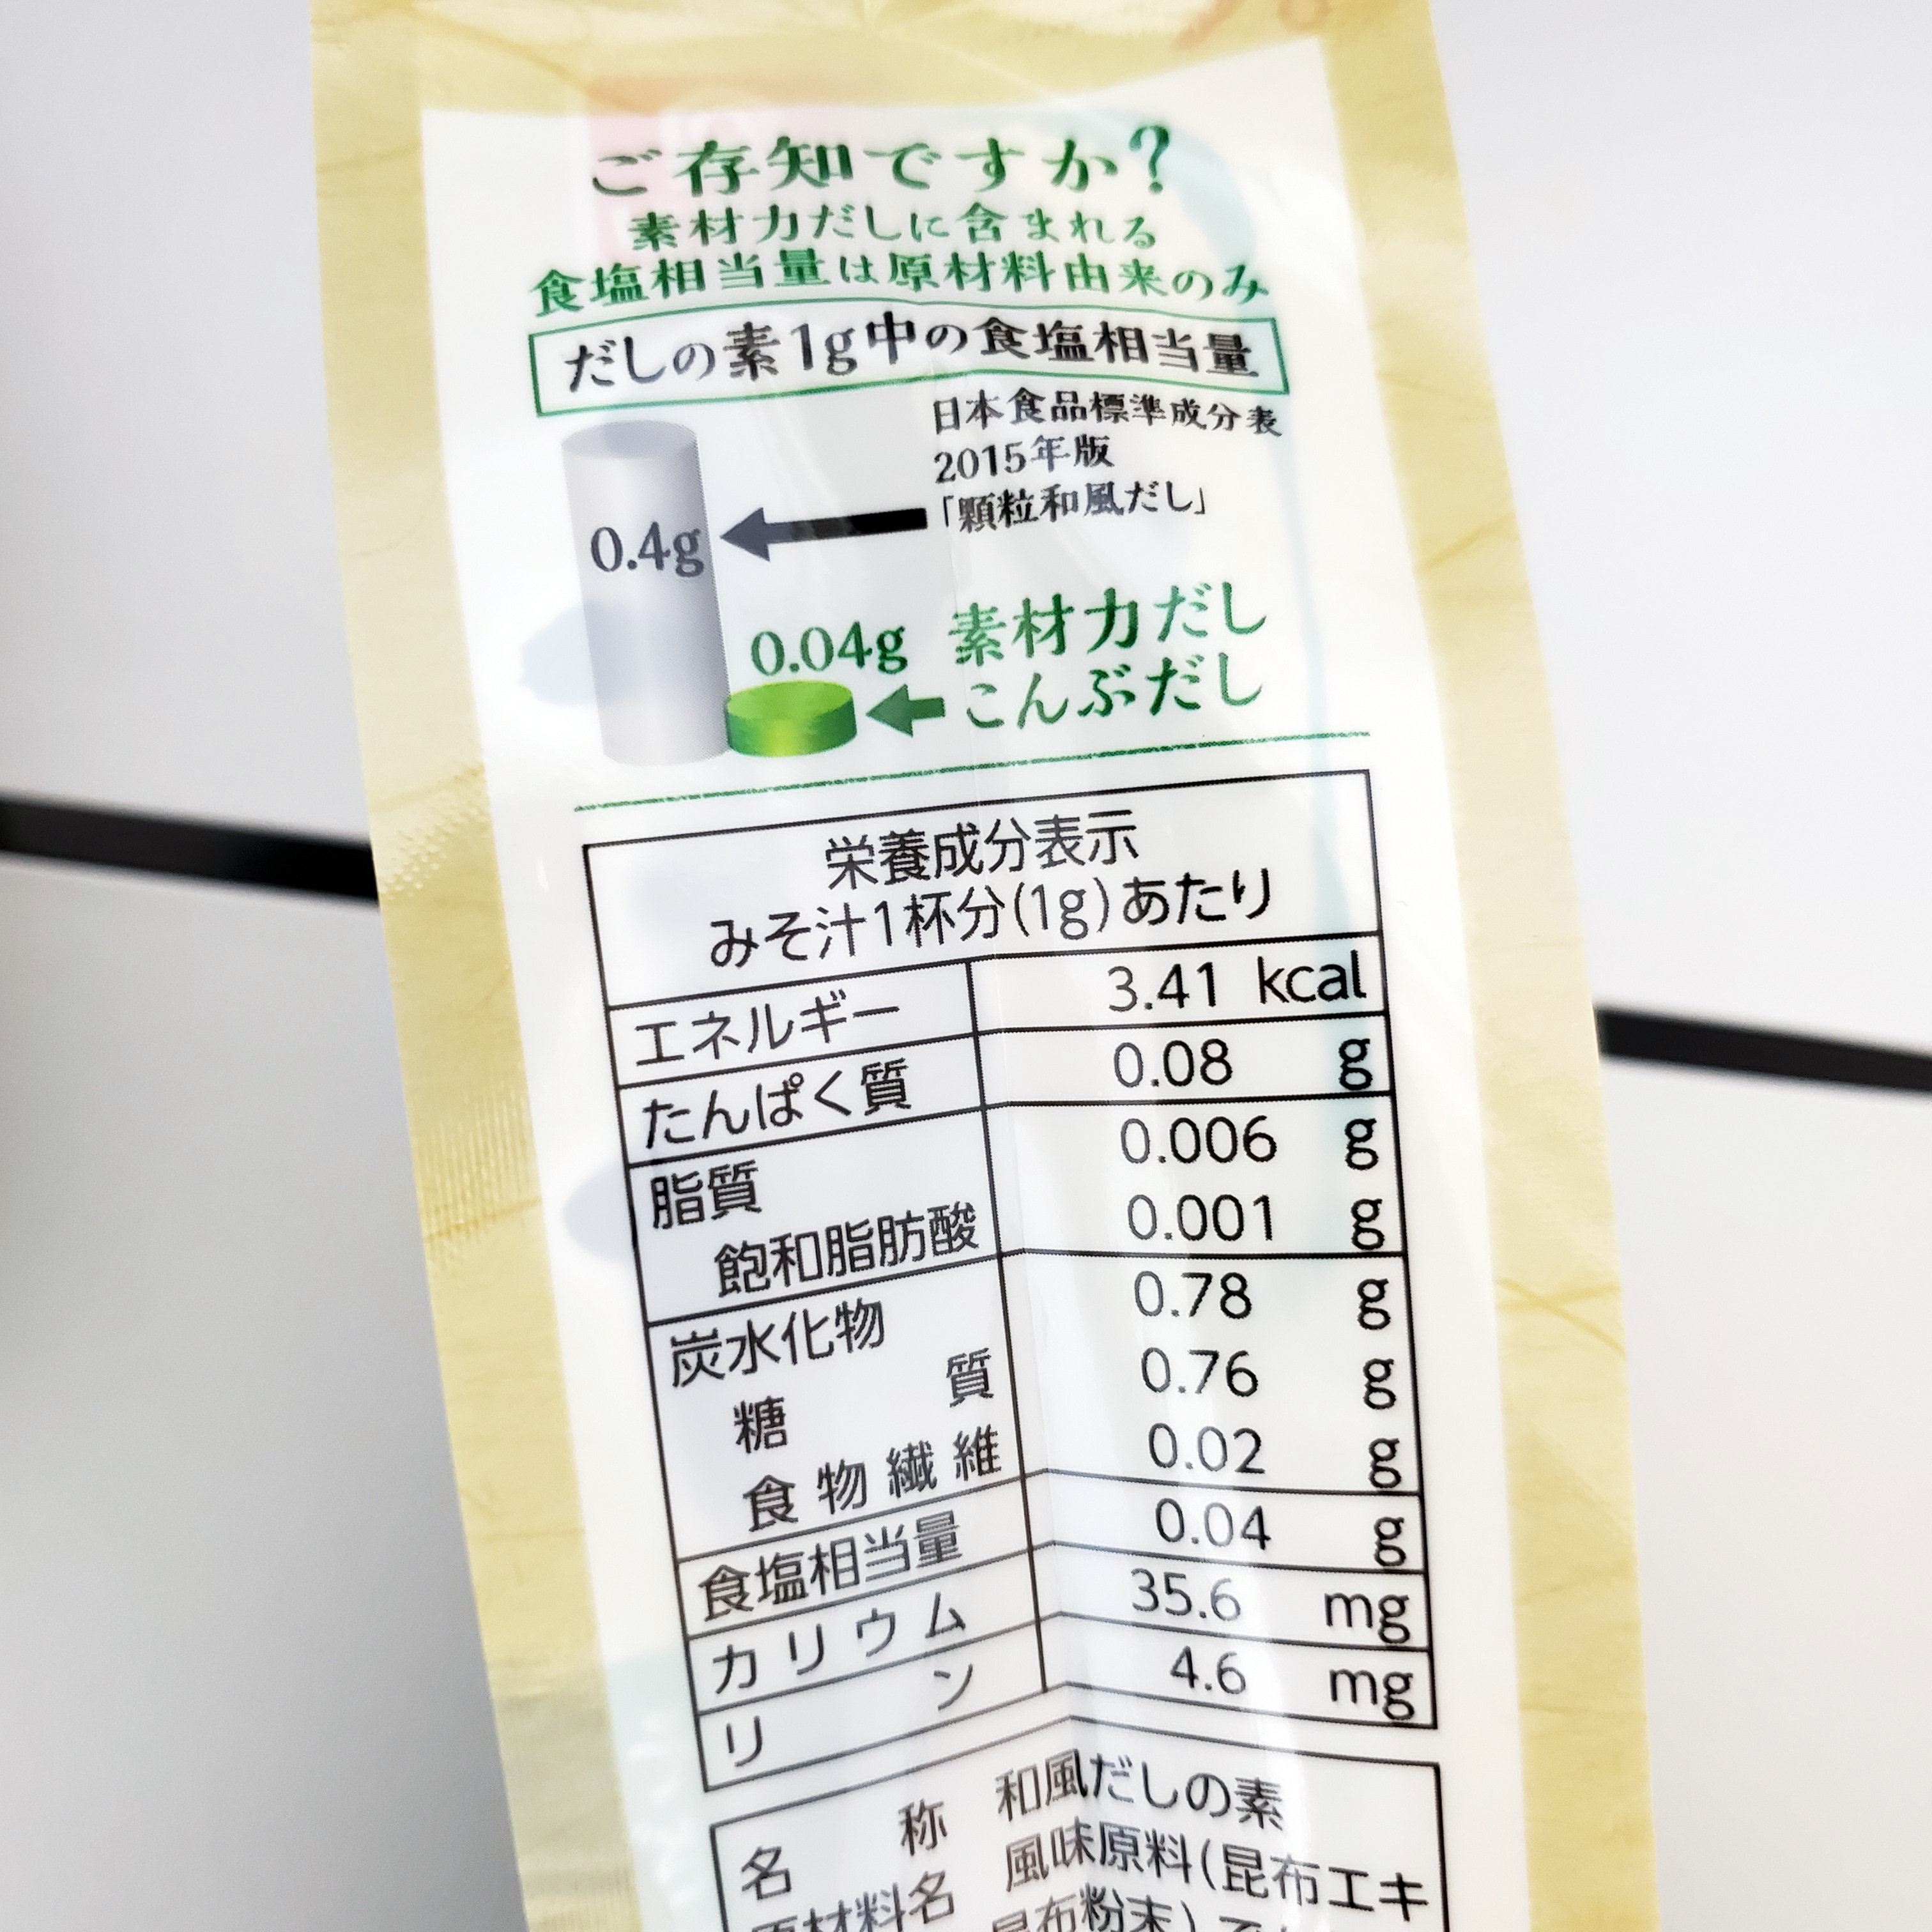 ご存知ですか?
素材力だしに含まれる
食塩相当量は原材料由来のみ
だしの素1g中の食塩相当量
日本食品標準成分表
2015年版
「顆粒和風だし」
0.4g
0.04g 素材力だし
こんぶだし
栄養成分表示
みそ汁1杯分(1g)あたり
エネルギー 3.41 kcal
たんぱく質 0.08 g
脂質 0.006 g
飽和脂肪酸 0.001 g
炭水化物 0.78 g
糖質 0.76 g
食物繊維 0.02 g
食塩相当量 0.04 g
カリウム 35.6 mg
リン 4.6 mg
名称 和風だしの素
原材料名 風味原料(昆布エキ
昆布粉末)